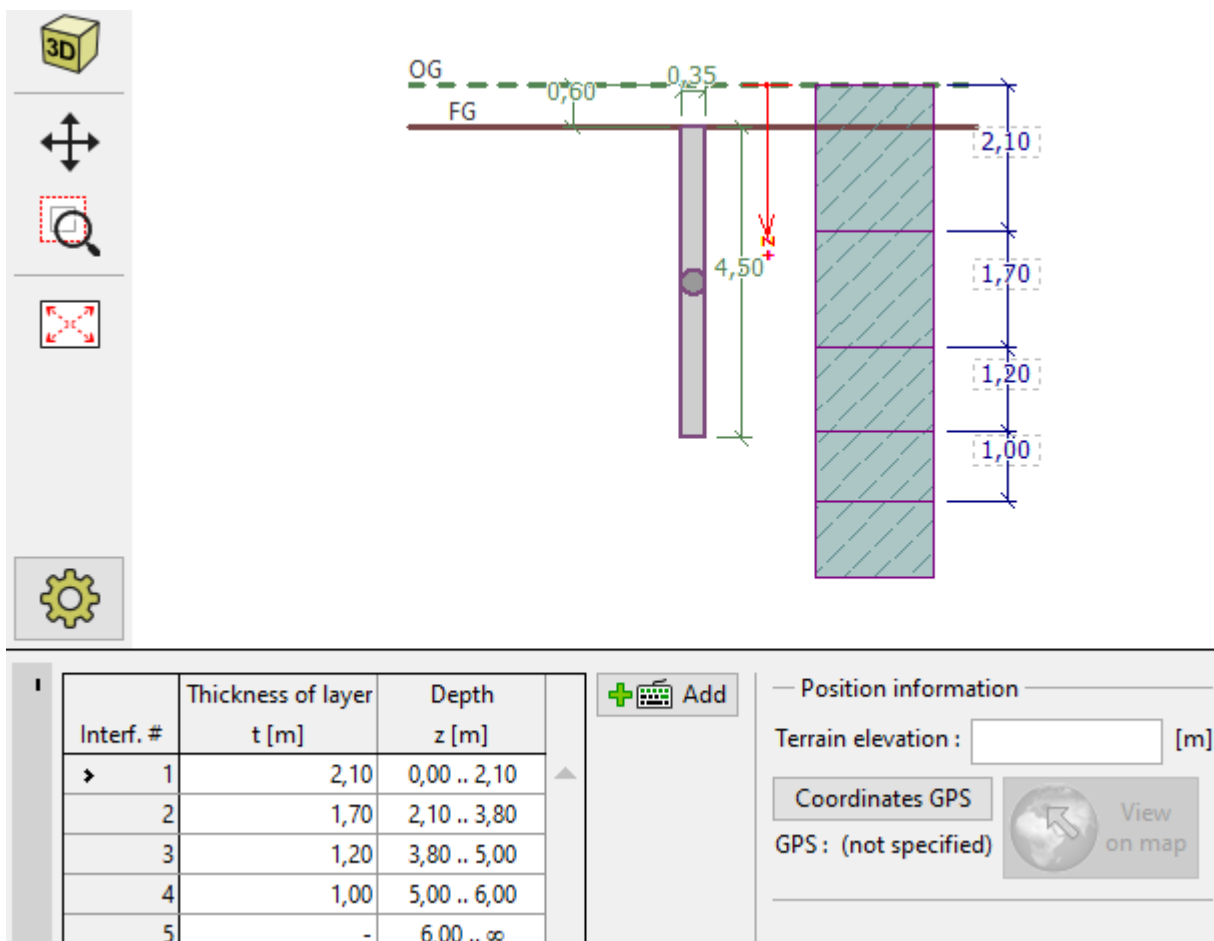 3D
OG
0,60
0,35
FG
2,10
+z
4,50
1,70
1,20
1,00
Thickness of layer Depth
Interf. # t [m] z [m]
1 2,10 0,00 .. 2,10
2 1,70 2,10 .. 3,80
3 1,20 3,80 .. 5,00
4 1,00 5,00 .. 6,00
5 - 6,00 .. ∞
Add
Position information
Terrain elevation : [m]
Coordinates GPS
GPS : (not specified)
View
on map